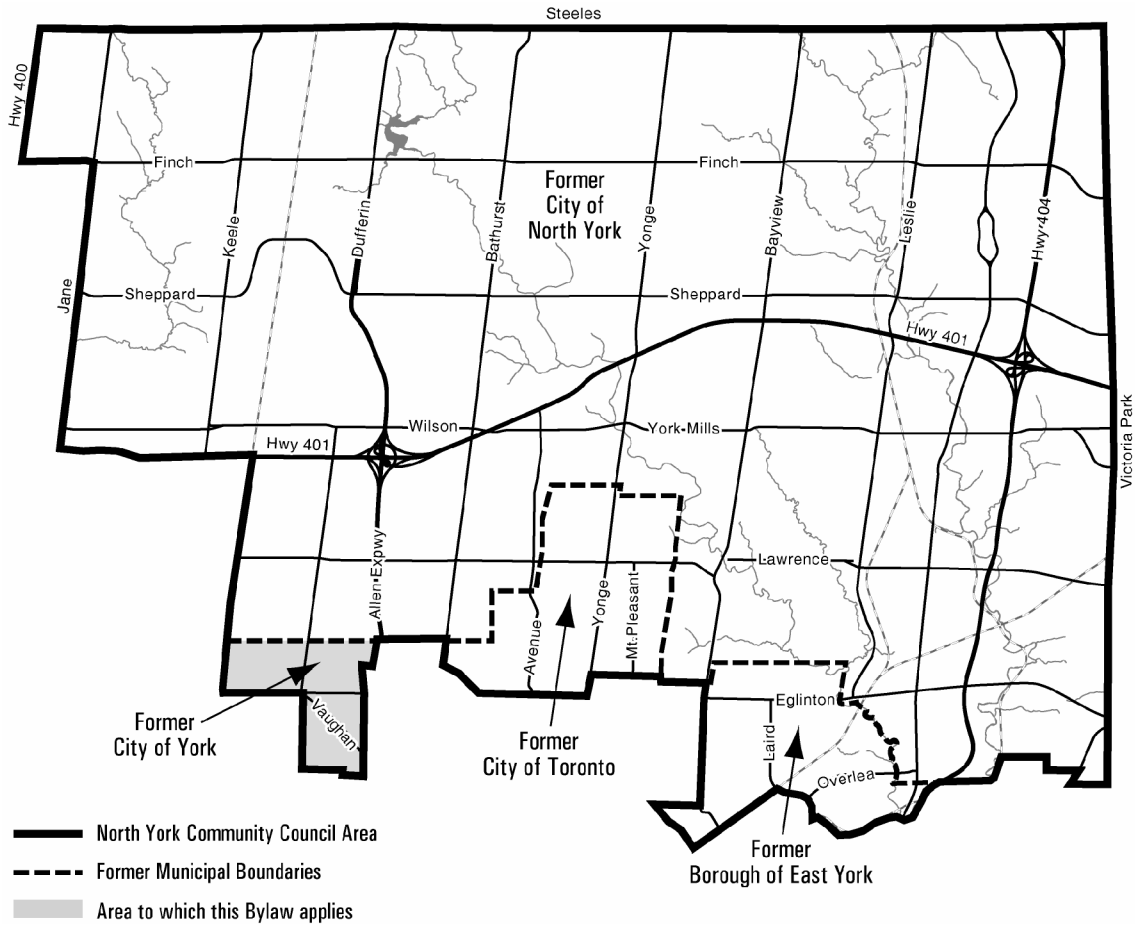 Steeles
Hwy 400
Finch
Finch
Former
City of
North York
Keele
Dufferin
Bathurst
Yonge
Bayview
Leslie
Hwy 404
Jane
Sheppard
Sheppard
Hwy 401
Wilson
York Mills
Hwy 401
Victoria Park
Allen Expwy
Lawrence
Avenue
Yonge
Mt. Pleasant
Former
City of York
Vaughan
Former
City of Toronto
Eglinton
Laird
Overlea
Former
Borough of East York
North York Community Council Area
Former Municipal Boundaries
Area to which this Bylaw applies